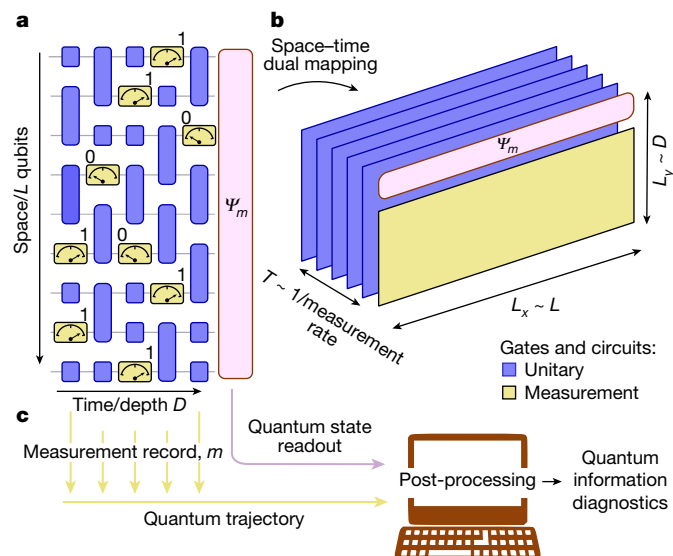 a
Space/L qubits
1
1
0
0
1
0
1
1
1
Ψm
Time/depth D
b
Space–time
dual mapping
Ψm
Ly ~ D
Lx ~ L
T ~ 1/measurement
rate
Gates and circuits:
Unitary
Measurement
c
Measurement record, m
Quantum state
readout
Quantum trajectory
Post-processing
Quantum
information
diagnostics